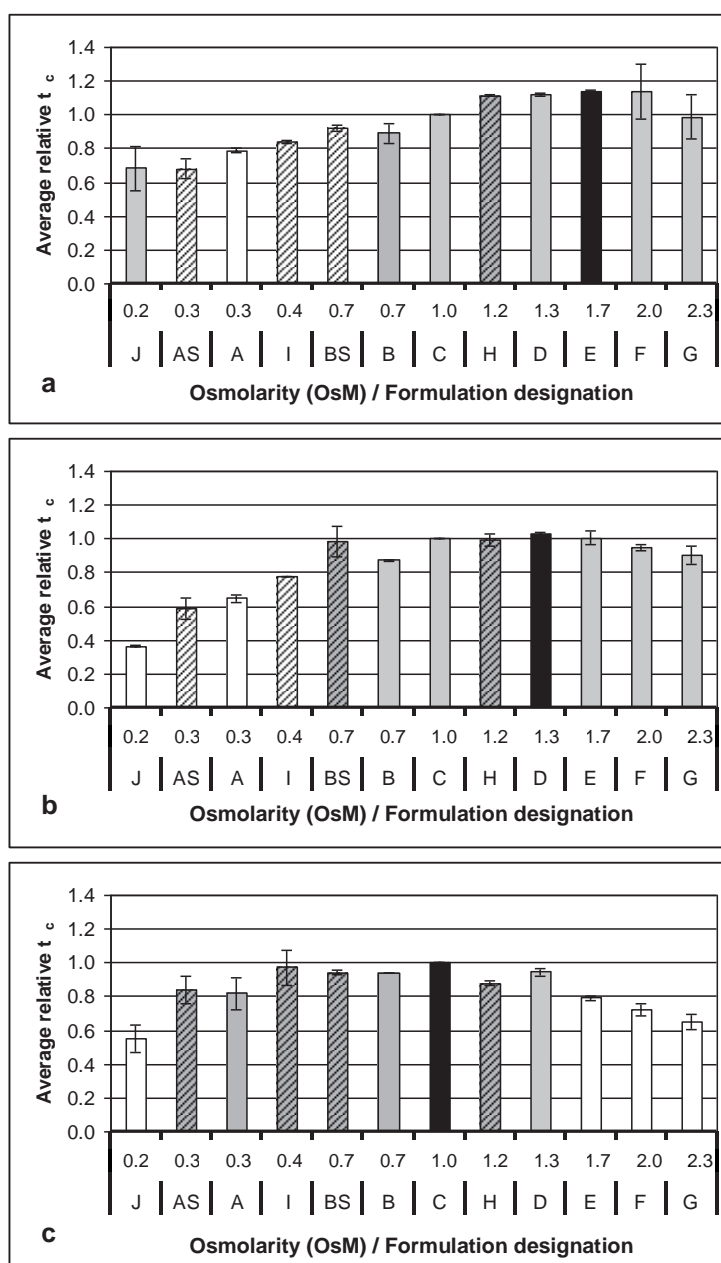 1.4
1.2
1.0
0.8
0.6
0.4
0.2
0.0
Average relative t c
0.2 0.3 0.3 0.4 0.7 0.7 1.0 1.2 1.3 1.7 2.0 2.3
J AS A I BS B C H D E F G
a Osmolarity (OsM) / Formulation designation
1.4
1.2
1.0
0.8
0.6
0.4
0.2
0.0
Average relative t c
0.2 0.3 0.3 0.4 0.7 0.7 1.0 1.2 1.3 1.7 2.0 2.3
J AS A I BS B C H D E F G
b Osmolarity (OsM) / Formulation designation
1.4
1.2
1.0
0.8
0.6
0.4
0.2
0.0
Average relative t c
0.2 0.3 0.3 0.4 0.7 0.7 1.0 1.2 1.3 1.7 2.0 2.3
J AS A I BS B C H D E F G
c Osmolarity (OsM) / Formulation designation